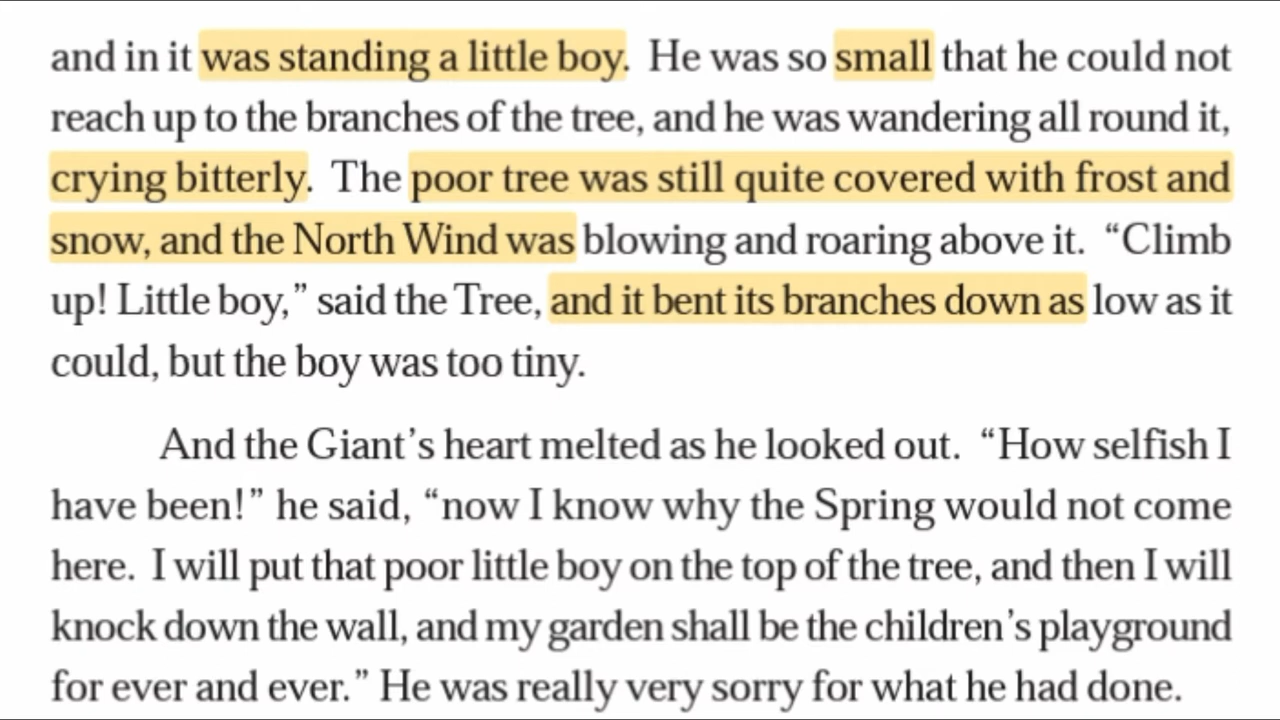 and in it was standing a little boy. He was so small that he could not
reach up to the branches of the tree, and he was wandering all round it,
crying bitterly. The poor tree was still quite covered with frost and
snow, and the North Wind was blowing and roaring above it. “Climb
up! Little boy,” said the Tree, and it bent its branches down as low as it
could, but the boy was too tiny.
And the Giant’s heart melted as he looked out. “How selfish I
have been!” he said, “now I know why the Spring would not come
here. I will put that poor little boy on the top of the tree, and then I will
knock down the wall, and my garden shall be the children’s playground
for ever and ever.” He was really very sorry for what he had done.